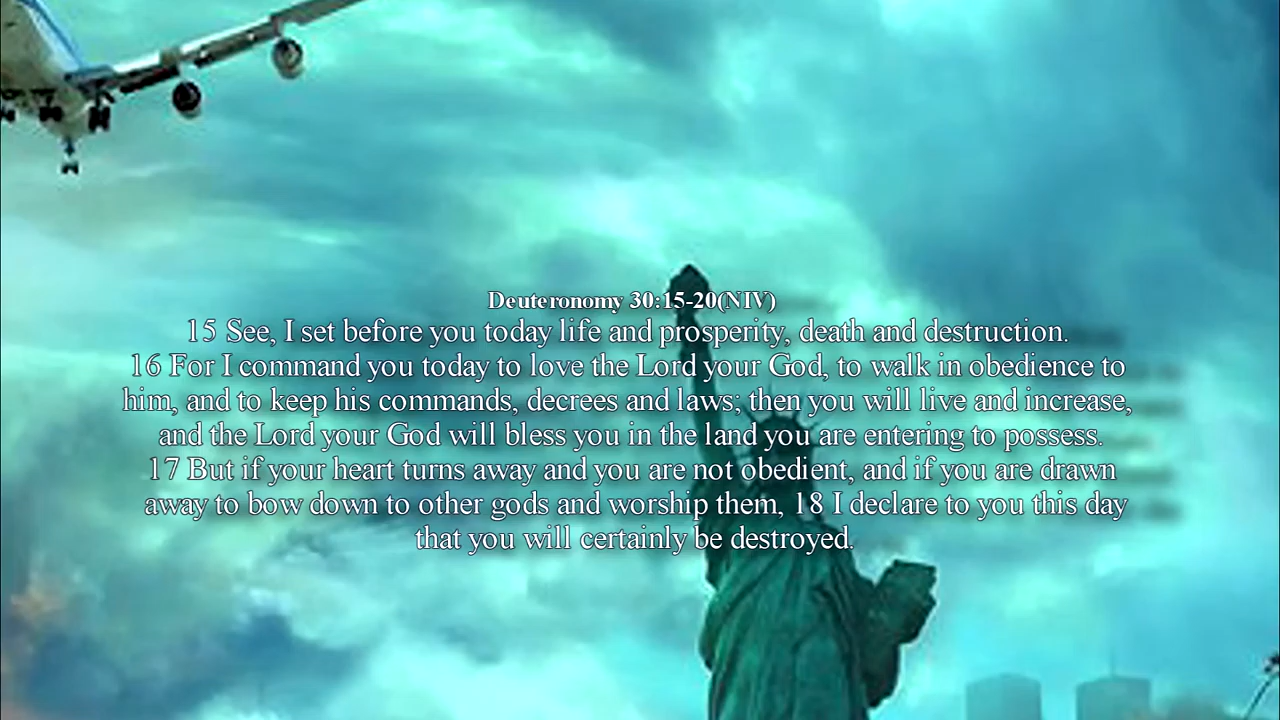 Deuteronomy 30:15-20(NIV)
15 See, I set before you today life and prosperity, death and destruction.
16 For I command you today to love the Lord your God, to walk in obedience to
him, and to keep his commands, decrees and laws; then you will live and increase,
and the Lord your God will bless you in the land you are entering to possess.
17 But if your heart turns away and you are not obedient, and if you are drawn
away to bow down to other gods and worship them, 18 I declare to you this day
that you will certainly be destroyed.